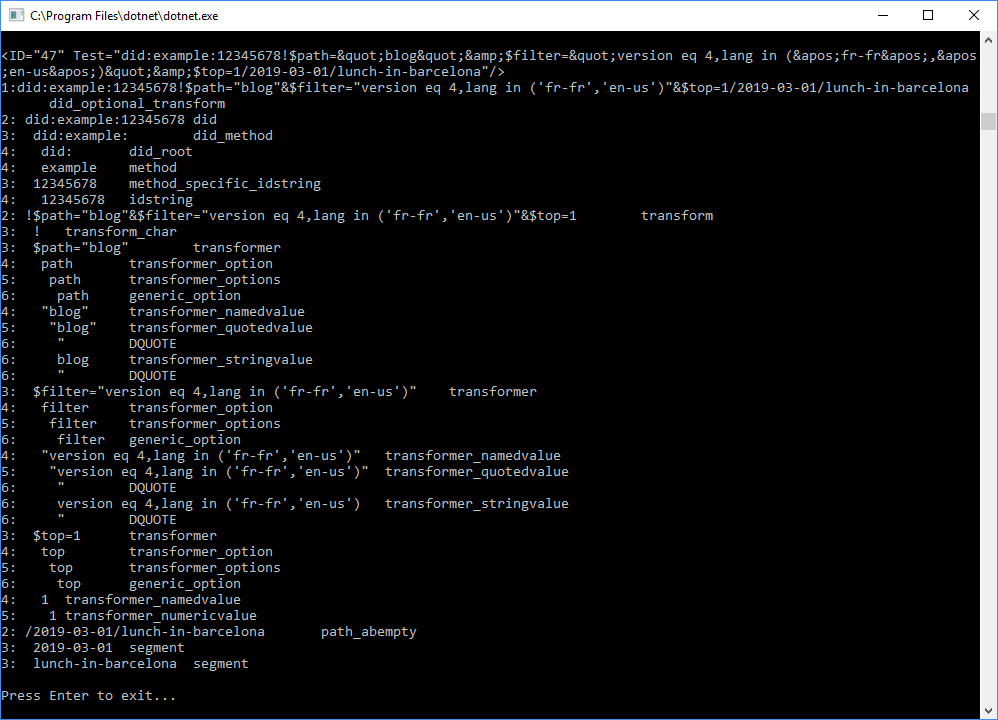 C:\Program Files\dotnet\dotnet.exe
<ID="47" Test="did:example:12345678!$path=&quot;blog&quot;&amp;$filter=&quot;version eq 4,lang in (&apos;fr-fr&apos;,&apos
;en-us&apos;)&quot;&amp;$top=1/2019-03-01/lunch-in-barcelona"/>
1:did:example:12345678!$path="blog"&$filter="version eq 4,lang in ('fr-fr','en-us')"&$top=1/2019-03-01/lunch-in-barcelona
      did_optional_transform
2: did:example:12345678 did
3:  did:example:        did_method
4:   did:       did_root
4:   example    method
3:  12345678    method_specific_idstring
4:   12345678   idstring
2: !$path="blog"&$filter="version eq 4,lang in ('fr-fr','en-us')"&$top=1        transform
3:  !   transform_char
3:  $path="blog"        transformer
4:   path       transformer_option
5:    path      transformer_options
6:     path     generic_option
4:   "blog"     transformer_namedvalue
5:    "blog"    transformer_quotedvalue
6:     "        DQUOTE
6:     blog     transformer_stringvalue
6:     "        DQUOTE
3:  $filter="version eq 4,lang in ('fr-fr','en-us')"    transformer
4:   filter     transformer_option
5:    filter    transformer_options
6:     filter   generic_option
4:   "version eq 4,lang in ('fr-fr','en-us')"   transformer_namedvalue
5:    "version eq 4,lang in ('fr-fr','en-us')"  transformer_quotedvalue
6:     "        DQUOTE
6:     version eq 4,lang in ('fr-fr','en-us')   transformer_stringvalue
6:     "        DQUOTE
3:  $top=1      transformer
4:   top        transformer_option
5:    top       transformer_options
6:     top      generic_option
4:   1  transformer_namedvalue
5:    1 transformer_numericvalue
2: /2019-03-01/lunch-in-barcelona       path_abempty
3:  2019-03-01  segment
3:  lunch-in-barcelona  segment
Press Enter to exit...